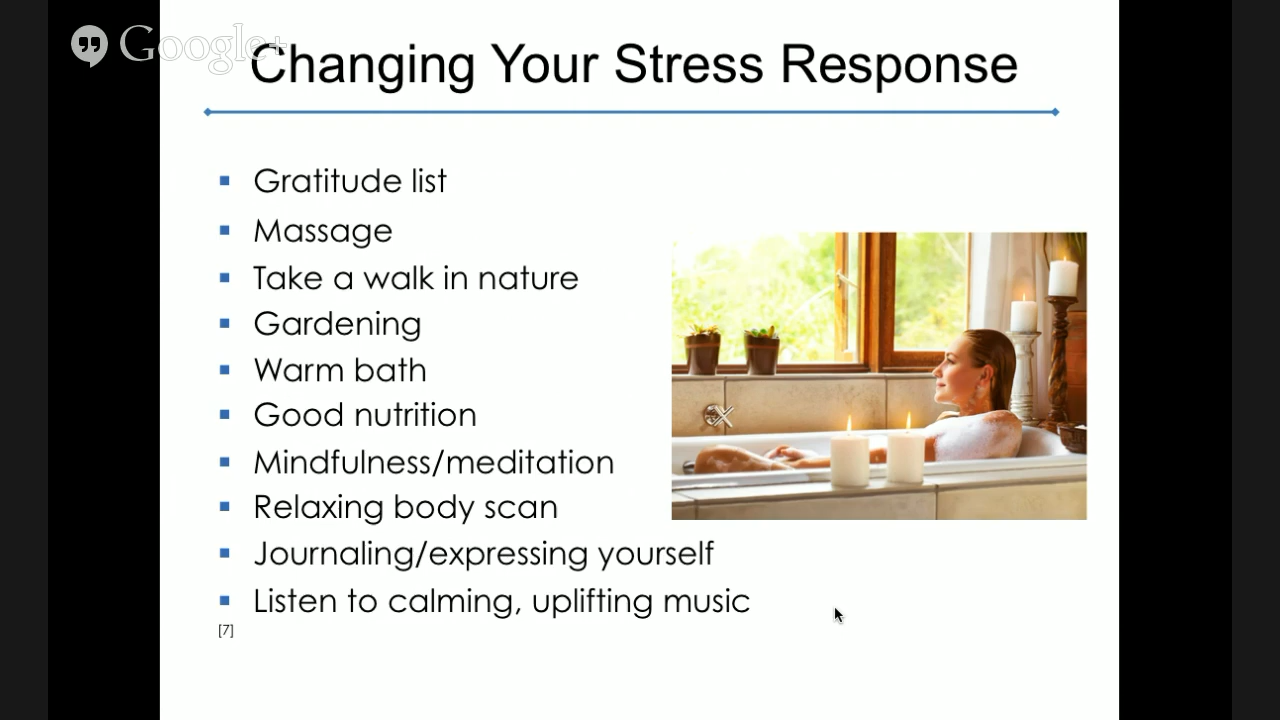 Google+
Changing Your Stress Response
▪ Gratitude list
▪ Massage
▪ Take a walk in nature
▪ Gardening
▪ Warm bath
▪ Good nutrition
▪ Mindfulness/meditation
▪ Relaxing body scan
▪ Journaling/expressing yourself
▪ Listen to calming, uplifting music
[7]